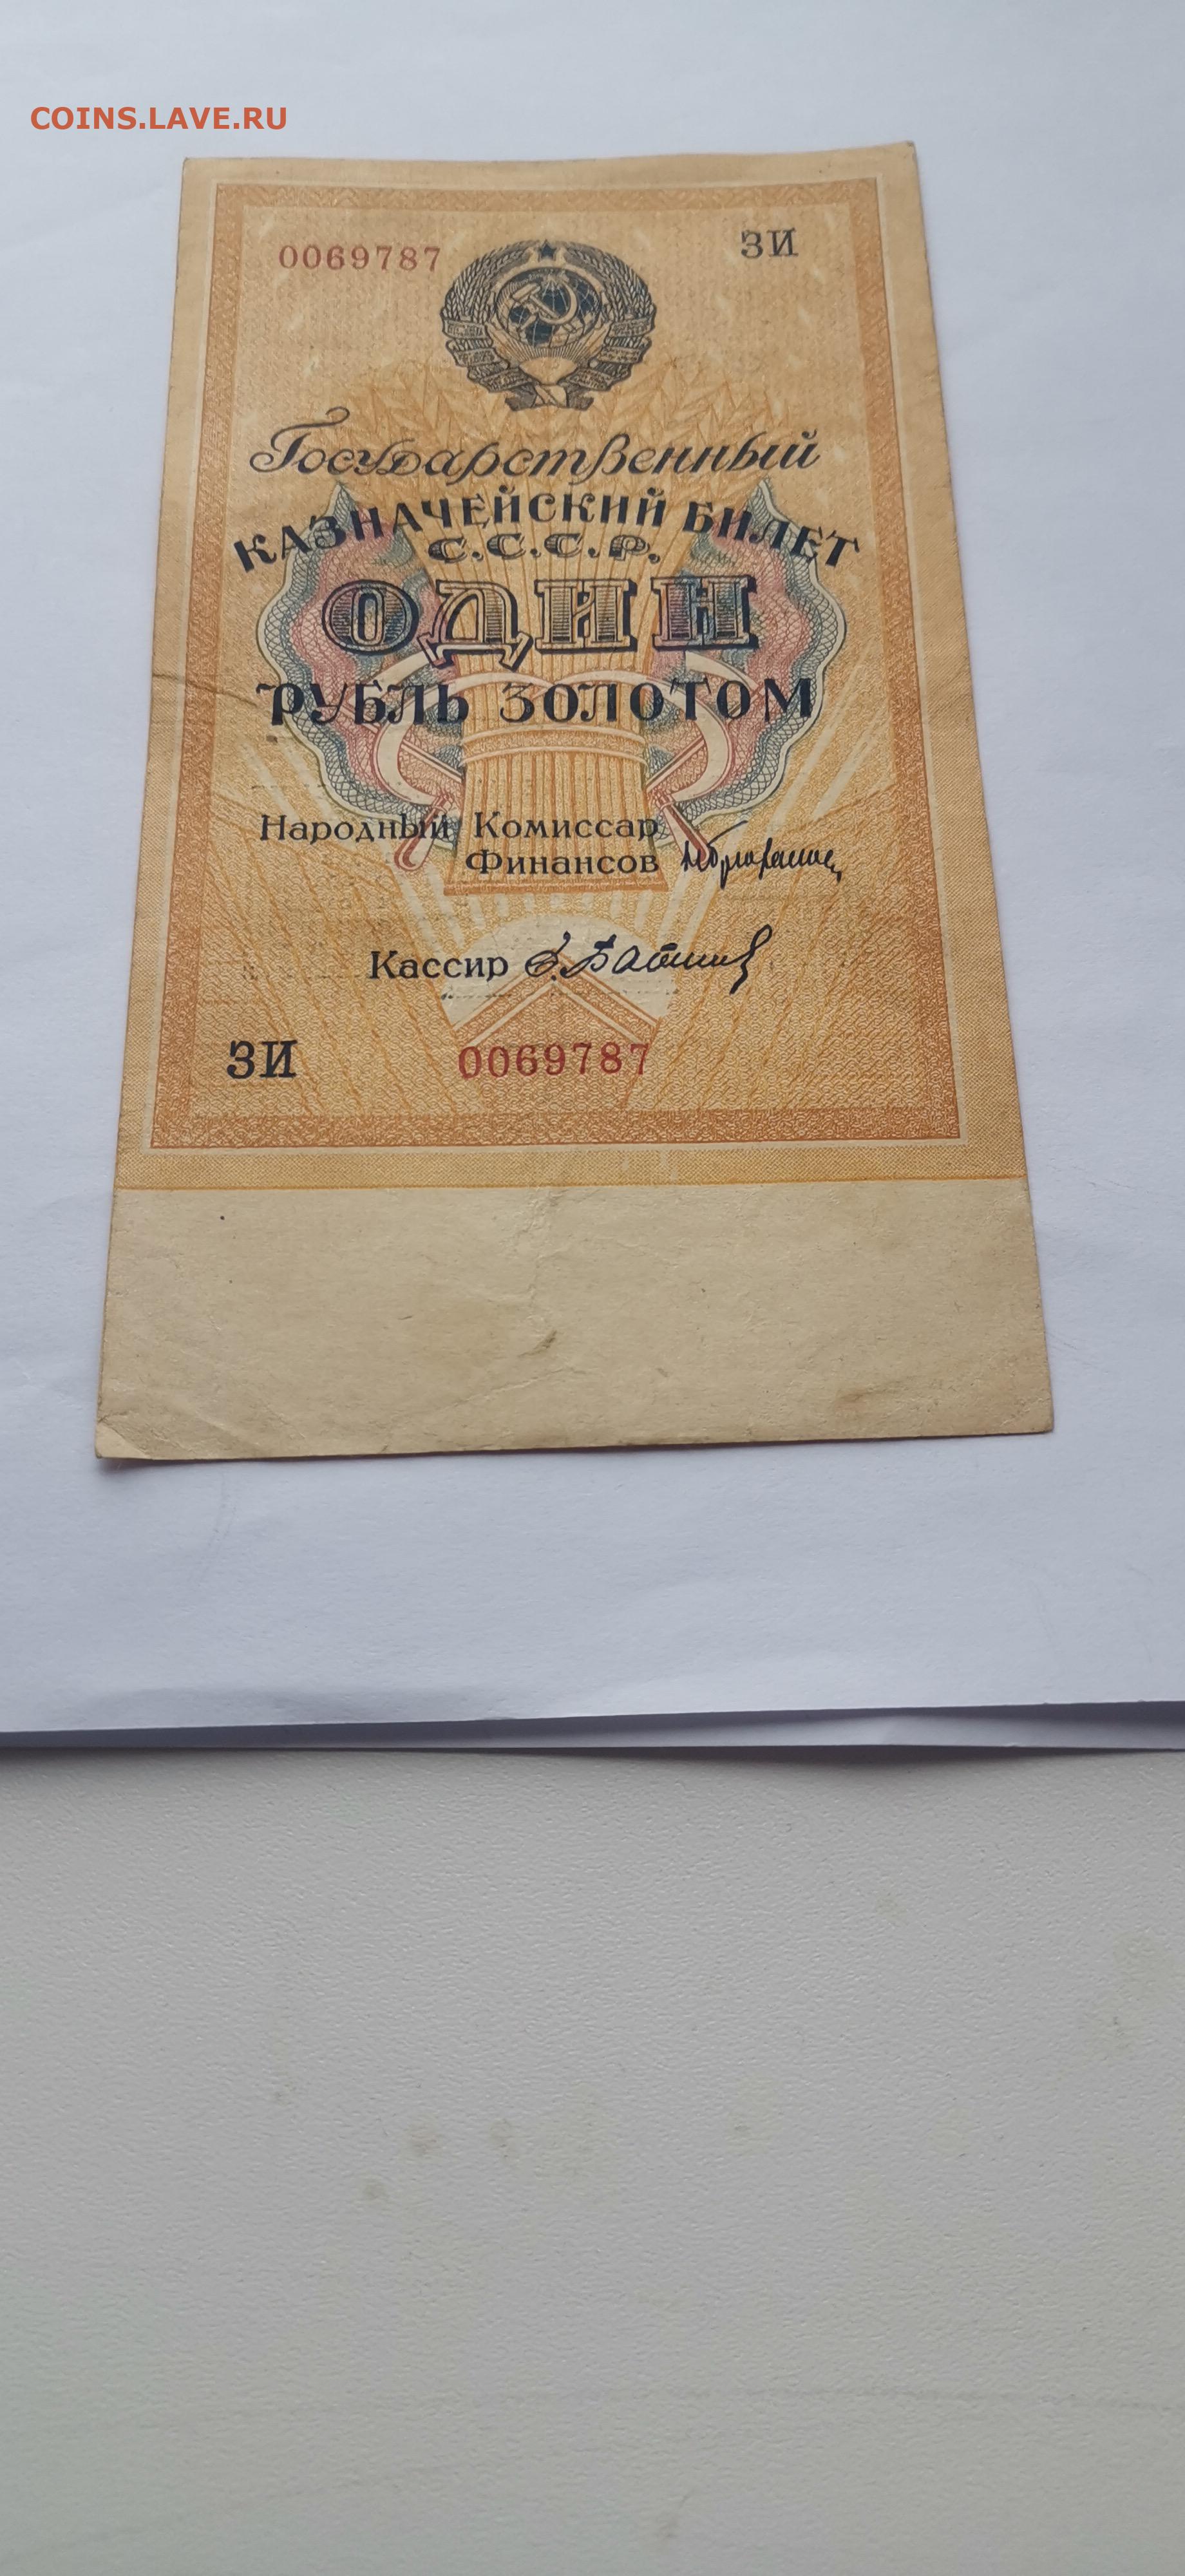 COINS.LAVE.RU
0069787 ЗИ
Государственный
КАЗНАЧЕЙСКИЙ БИЛЕТ
С.С.С.Р.
ОДИН
РУБЛЬ ЗОЛОТОМ
Народный Комиссар
Финансов
Кассир
ЗИ 0069787